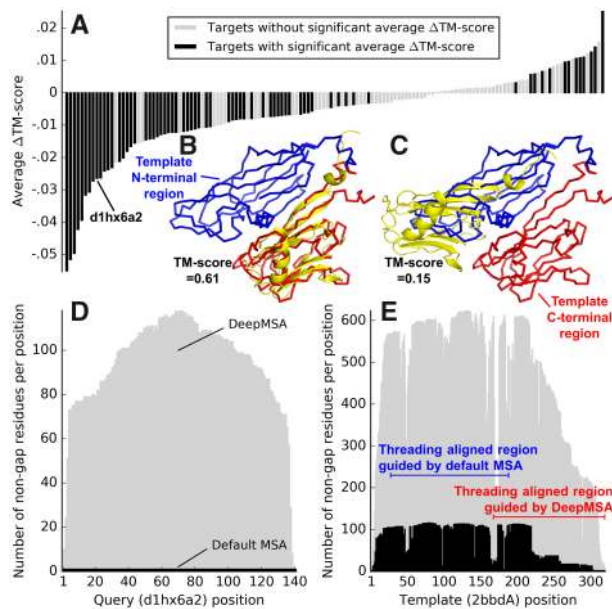 A
Targets without significant average ΔTM-score
Targets with significant average ΔTM-score
Average ΔTM-score
.02
.01
0
-.01
-.02
-.03
-.04
-.05
d1hx6a2
B
Template
N-terminal
region
TM-score
=0.61
C
TM-score
=0.15
Template
C-terminal
region
D
Number of non-gap residues per position
100
80
60
40
20
0
DeepMSA
Default MSA
1 20 40 60 80 100 120 140
Query (d1hx6a2) position
E
Number of non-gap residues per position
600
500
400
300
200
100
0
Threading aligned region
guided by default MSA
Threading aligned region
guided by DeepMSA
1 50 100 150 200 250 300
Template (2bbdA) position